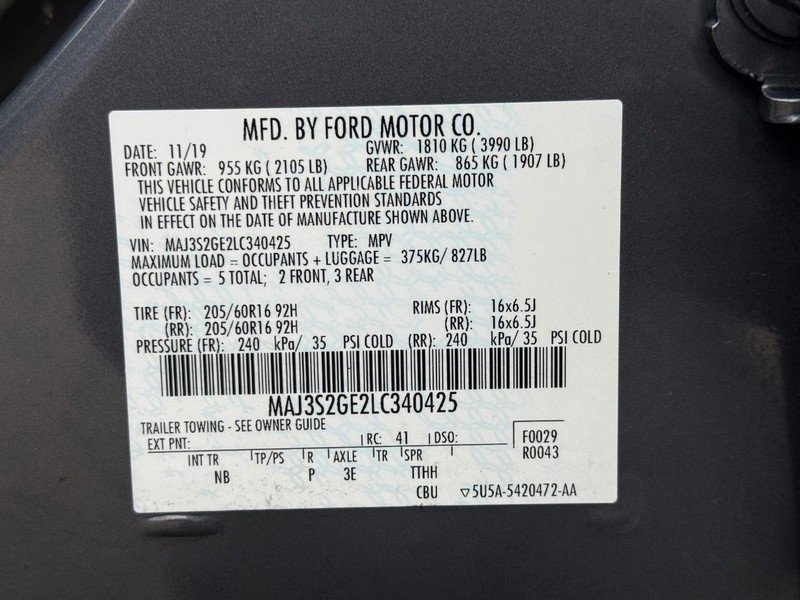 MFD. BY FORD MOTOR CO.
DATE: 11/19 GVWR: 1810 KG ( 3990 LB)
FRONT GAWR: 955 KG ( 2105 LB) REAR GAWR: 865 KG ( 1907 LB)
THIS VEHICLE CONFORMS TO ALL APPLICABLE FEDERAL MOTOR
VEHICLE SAFETY AND THEFT PREVENTION STANDARDS
IN EFFECT ON THE DATE OF MANUFACTURE SHOWN ABOVE.
VIN: MAJ3S2GE2LC340425 TYPE: MPV
MAXIMUM LOAD = OCCUPANTS + LUGGAGE = 375KG/ 827LB
OCCUPANTS = 5 TOTAL; 2 FRONT, 3 REAR
TIRE (FR): 205/60R16 92H RIMS (FR): 16x6.5J
(RR): 205/60R16 92H (RR): 16x6.5J
PRESSURE (FR): 240 kPa/ 35 PSI COLD (RR): 240 kPa/ 35 PSI COLD
MAJ3S2GE2LC340425
TRAILER TOWING - SEE OWNER GUIDE
EXT PNT: RC: 41 DSO: F0029
R0043
INT TR TP/PS R AXLE TR SPR
NB P 3E TTHH
CBU ▽5U5A-5420472-AA